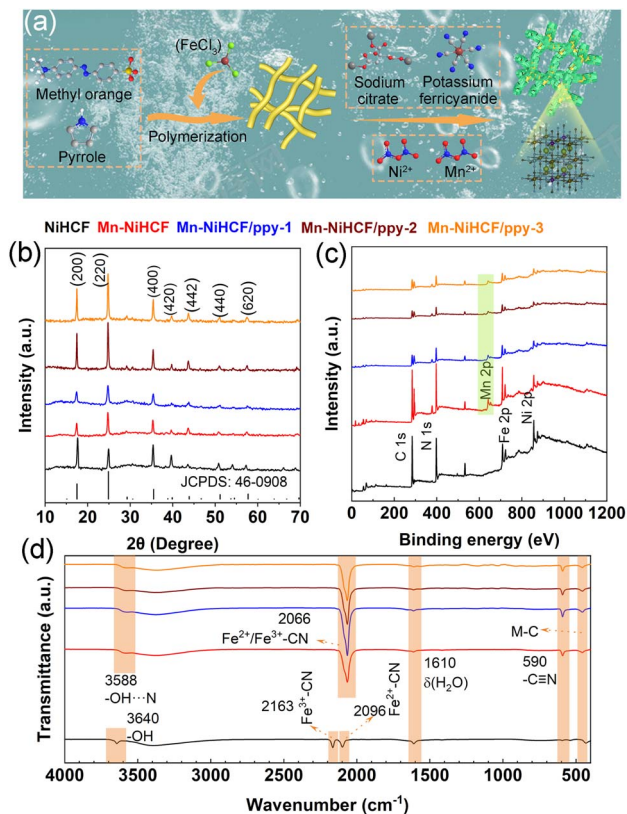 (a)
(FeCl3)
Methyl orange
Pyrrole
Polymerization
Sodium citrate
Potassium ferricyanide
Ni2+
Mn2+
NiHCF Mn-NiHCF Mn-NiHCF/ppy-1 Mn-NiHCF/ppy-2 Mn-NiHCF/ppy-3
(b)
Intensity (a.u.)
(200)
(220)
(400)
(420)
(442)
(440)
(620)
JCPDS: 46-0908
10 20 30 40 50 60 70
2θ (Degree)
(c)
Intensity (a.u.)
C 1s
N 1s
Mn 2p
Fe 2p
Ni 2p
0 200 400 600 800 1000 1200
Binding energy (eV)
(d)
Transmittance (a.u.)
3588
-OH···N
3640
-OH
2066
Fe2+/Fe3+-CN
2163
Fe3+-CN
2096
Fe2+-CN
1610
δ(H2O)
590
-C≡N
M-C
4000 3500 3000 2500 2000 1500 1000 500
Wavenumber (cm-1)